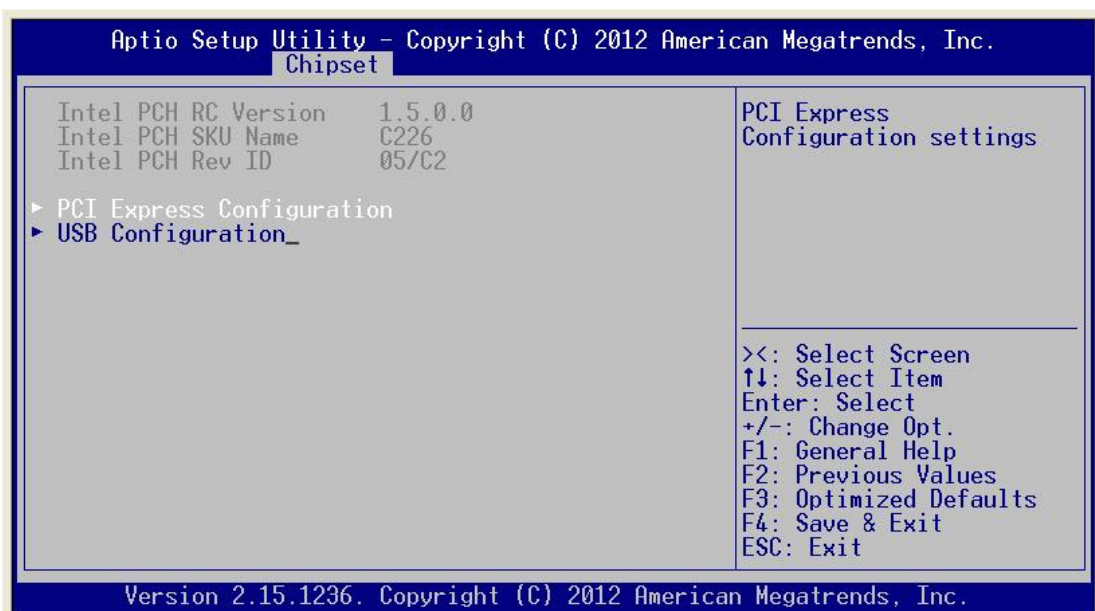 Aptio Setup Utility – Copyright (C) 2012 American Megatrends, Inc.
Chipset
Intel PCH RC Version 1.5.0.0
Intel PCH SKU Name C226
Intel PCH Rev ID 05/C2
► PCI Express Configuration
► USB Configuration_
PCI Express
Configuration settings
><: Select Screen
↑↓: Select Item
Enter: Select
+/-: Change Opt.
F1: General Help
F2: Previous Values
F3: Optimized Defaults
F4: Save & Exit
ESC: Exit
Version 2.15.1236. Copyright (C) 2012 American Megatrends, Inc.